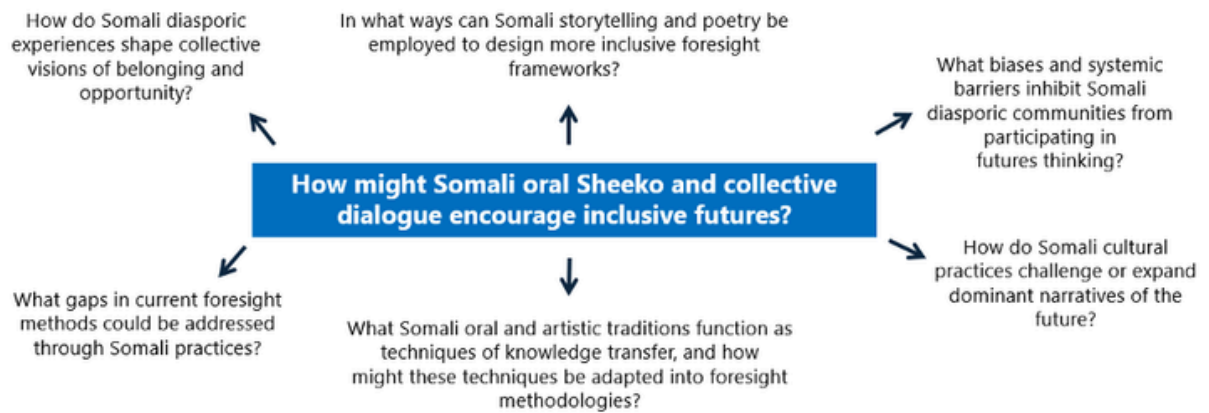 How do Somali diasporic
experiences shape collective
visions of belonging and
opportunity?
In what ways can Somali storytelling and poetry be
employed to design more inclusive foresight
frameworks?
What biases and systemic
barriers inhibit Somali
diasporic communities from
participating in
futures thinking?
How might Somali oral Sheeko and collective
dialogue encourage inclusive futures?
What gaps in current foresight
methods could be addressed
through Somali practices?
What Somali oral and artistic traditions function as
techniques of knowledge transfer, and how
might these techniques be adapted into foresight
methodologies?
How do Somali cultural
practices challenge or expand
dominant narratives of the
future?